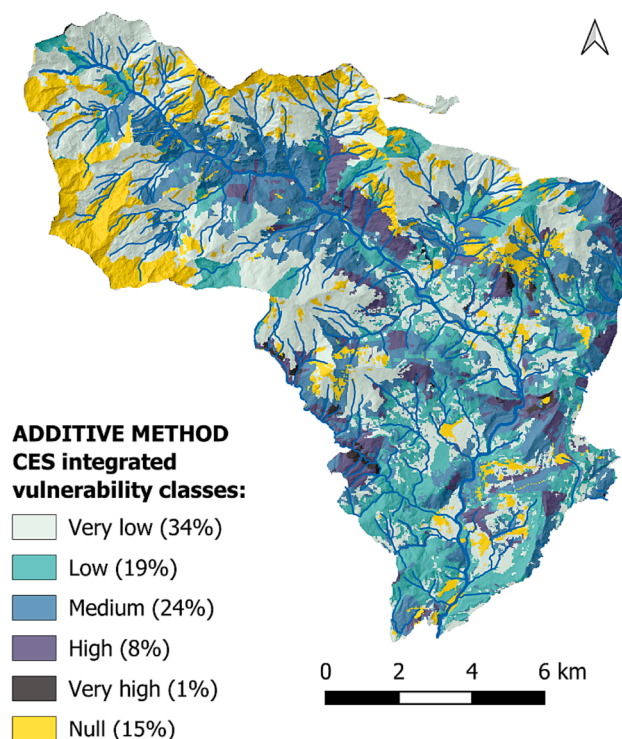 ADDITIVE METHOD
CES integrated
vulnerability classes:
Very low (34%)
Low (19%)
Medium (24%)
High (8%)
Very high (1%)
Null (15%)
0 2 4 6 km